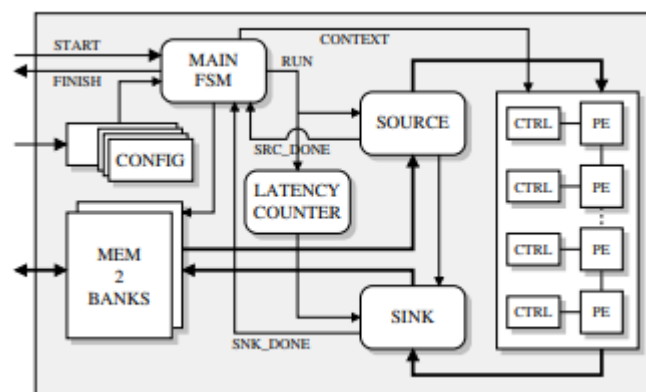 START
FINISH
MAIN
FSM
RUN
CONTEXT
SOURCE
SRC_DONE
CONFIG
LATENCY
COUNTER
MEM
2
BANKS
SINK
SNK_DONE
CTRL
PE
CTRL
PE
CTRL
PE
CTRL
PE